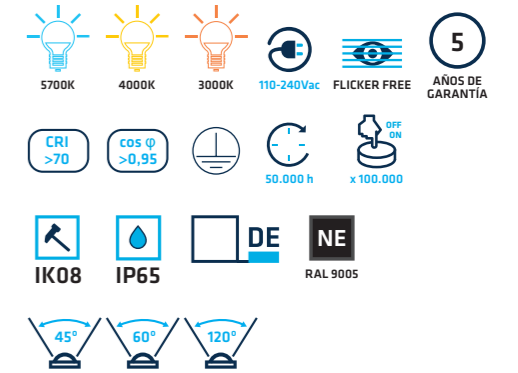 5700K
4000K
3000K
110-240Vac
FLICKER FREE
5
AÑOS DE
GARANTÍA
CRI
>70
cos φ
>0,95
50.000 h
OFF
ON
x 100.000
IK08
IP65
DE
NE
RAL 9005
45°
60°
120°